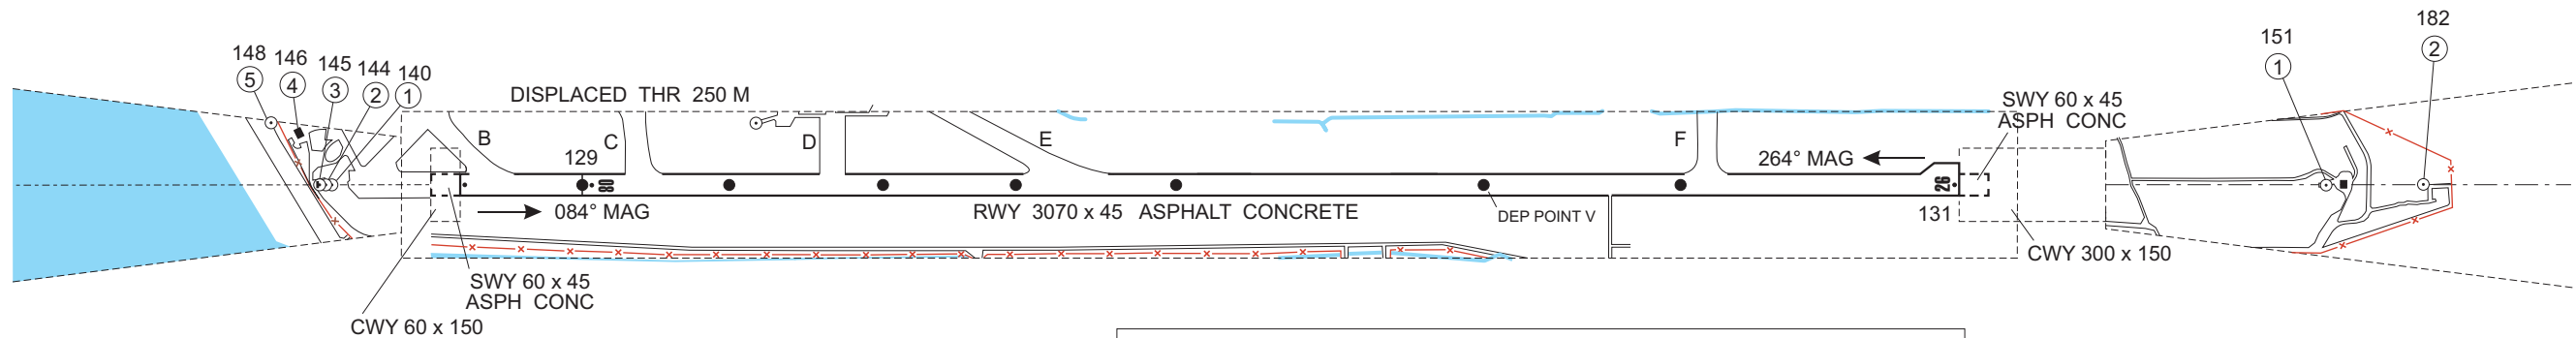 182
151
148
146
145
144
140
2
1
5
4
3
2
1
DISPLACED THR 250 M
SWY 60 x 45
ASPH CONC
B
C
D
E
F
129
264° MAG
08
26
084° MAG
RWY 3070 x 45 ASPHALT CONCRETE
DEP POINT V
131
CWY 300 x 150
SWY 60 x 45
ASPH CONC
CWY 60 x 150